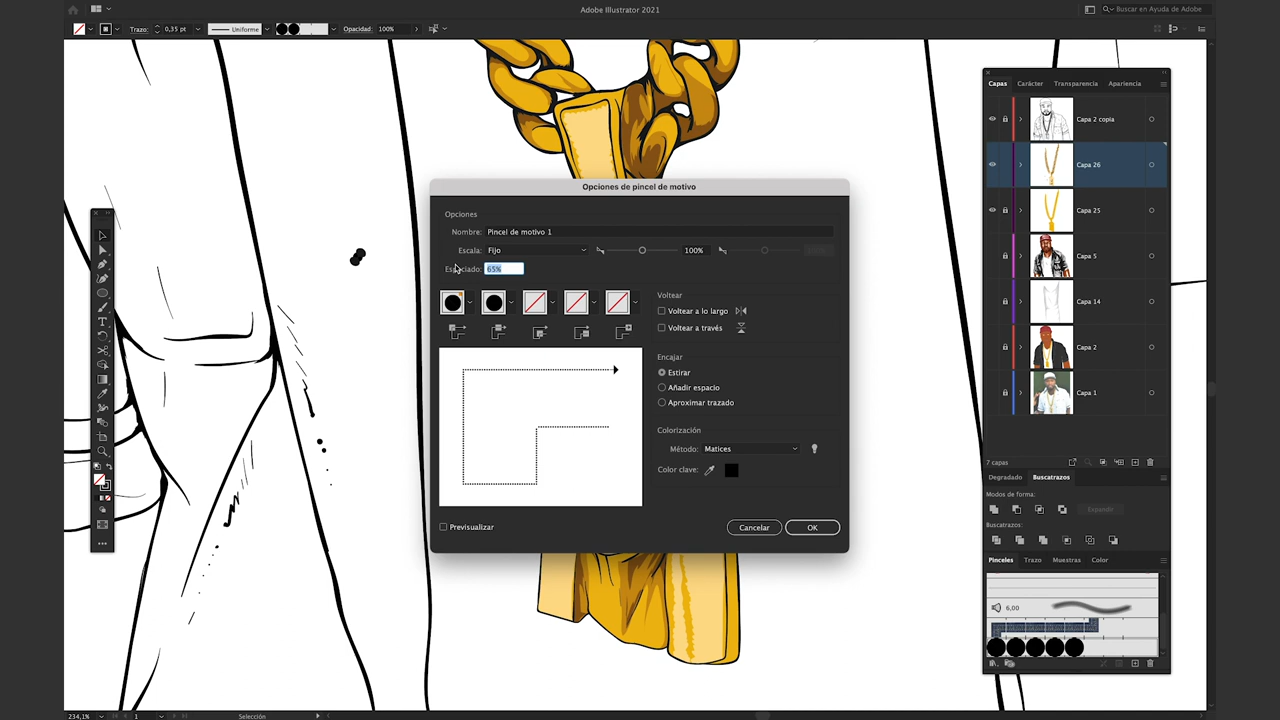 Adobe Illustrator 2021
Buscar en Ayuda de Adobe
Trazo: 0,35 pt Uniforme Opacidad: 100%
Capas Carácter Transparencia Apariencia
Capa 2 copia
Capa 26
Capa 25
Capa 5
Capa 14
Capa 2
Capa 1
7 capas
Degradado Buscatrazos
Modos de forma:
Expandir
Buscatrazos:
Pinceles Trazo Muestras Color
6,00
Opciones de pincel de motivo
Opciones
Nombre: Pincel de motivo 1
Escala: Fijo 100%
Espaciado: 65%
Voltear
Voltear a lo largo
Voltear a través
Encajar
Estirar
Añadir espacio
Aproximar trazado
Colorización
Método: Matices
Color clave:
Previsualizar
Cancelar OK
234,1% 1 Selección